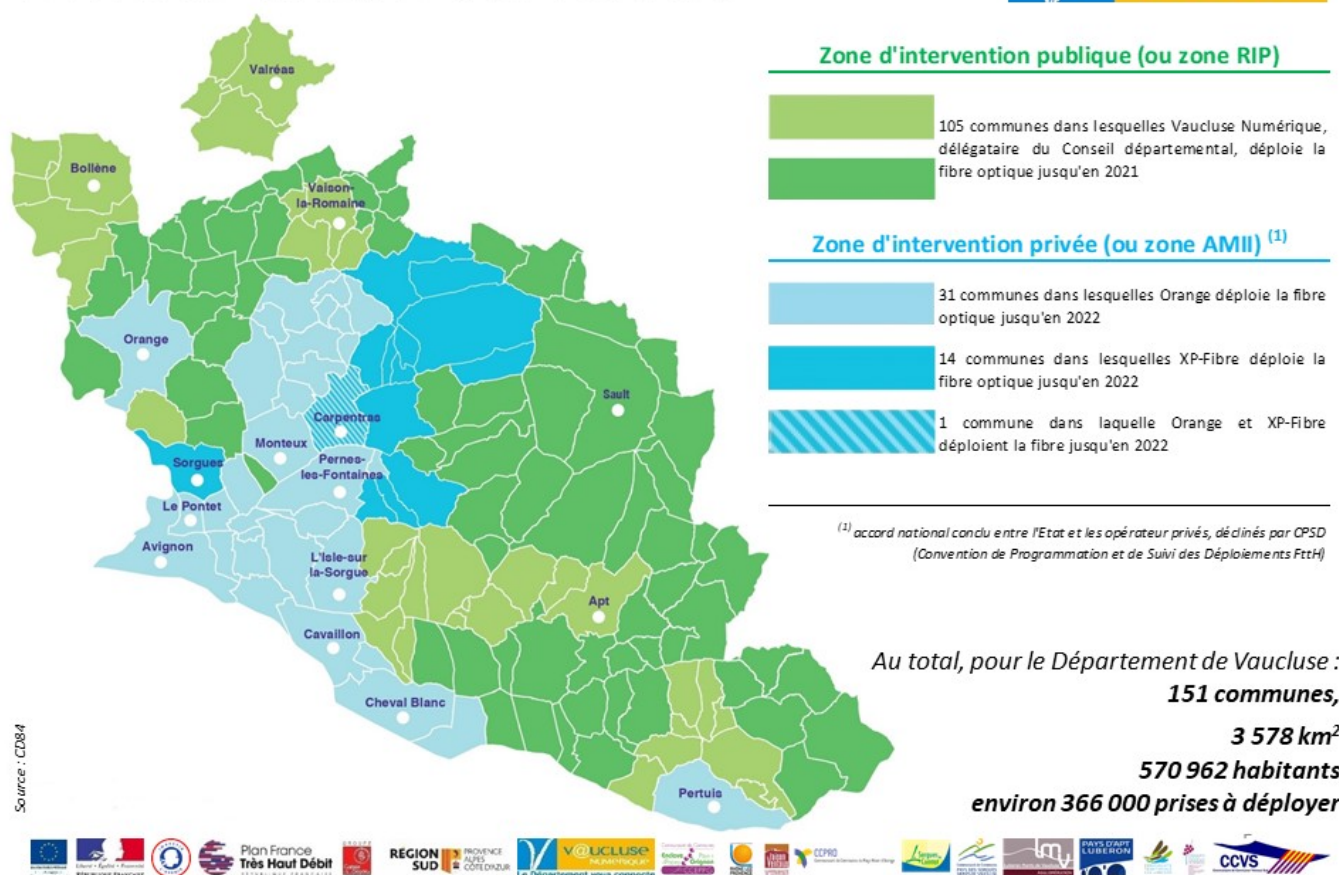 Zone d'intervention publique (ou zone RIP)
105 communes dans lesquelles Vaucluse Numérique,
délégataire du Conseil départemental, déploie la
fibre optique jusqu'en 2021
Zone d'intervention privée (ou zone AMII) (1)
31 communes dans lesquelles Orange déploie la fibre
optique jusqu'en 2022
14 communes dans lesquelles XP-Fibre déploie la
fibre optique jusqu'en 2022
1 commune dans laquelle Orange et XP-Fibre
déploient la fibre jusqu'en 2022
(1) accord national conclu entre l'Etat et les opérateur privés, déclinés par CPSD
(Convention de Programmation et de Suivi des Déploiements FttH)
Au total, pour le Département de Vaucluse :
151 communes,
3 578 km²
570 962 habitants
environ 366 000 prises à déployer
Valréas
Bollène
Vaison-
la-Romaine
Orange
Sault
Carpentras
Monteux
Sorgues
Pernes-
les-Fontaines
Le Pontet
Avignon
L'Isle-sur
la-Sorgue
Apt
Cavaillon
Cheval Blanc
Pertuis
Source : CD84
Plan France
Très Haut Débit
RÉPUBLIQUE FRANÇAISE
RÉGION
SUD
PROVENCE
ALPES
CÔTE D'AZUR
V@UCLUSE
NUMÉRIQUE
Le Département vous connecte
CCPRO
lmv
PAYS D'APT
LUBERON
CCVS